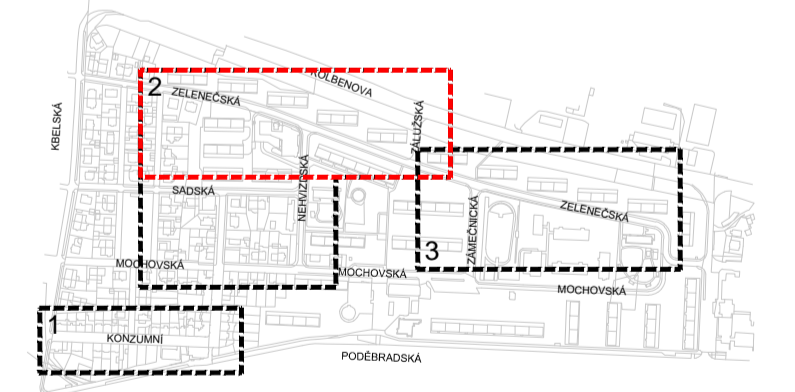 KOLBENOVA
2
ZELENEČSKÁ
KBELSKÁ
ZÁLUŽSKÁ
SADSKÁ
NEHVIZDSKÁ
ZELENEČSKÁ
ZÁMEČNICKÁ
3
MOCHOVSKÁ
MOCHOVSKÁ
MOCHOVSKÁ
1
KONZUMNÍ
PODĚBRADSKÁ